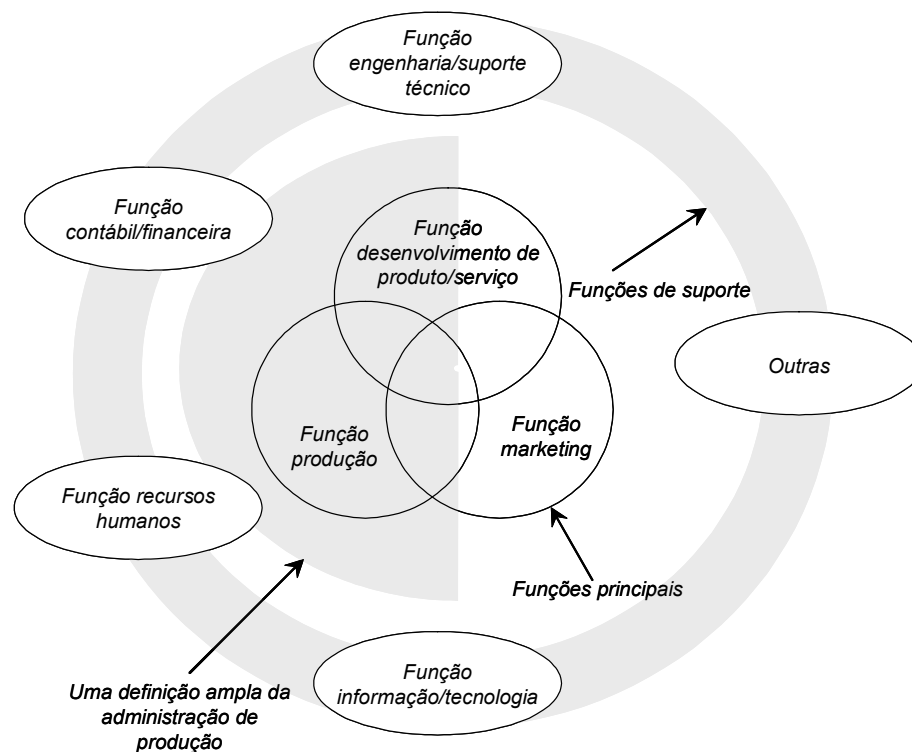 Função
engenharia/suporte
técnico
Função
contábil/financeira
Função
desenvolvimento de
produto/serviço
Funções de suporte
Outras
Função
produção
Função
marketing
Função recursos
humanos
Funções principais
Uma definição ampla da
administração de
produção
Função
informação/tecnologia